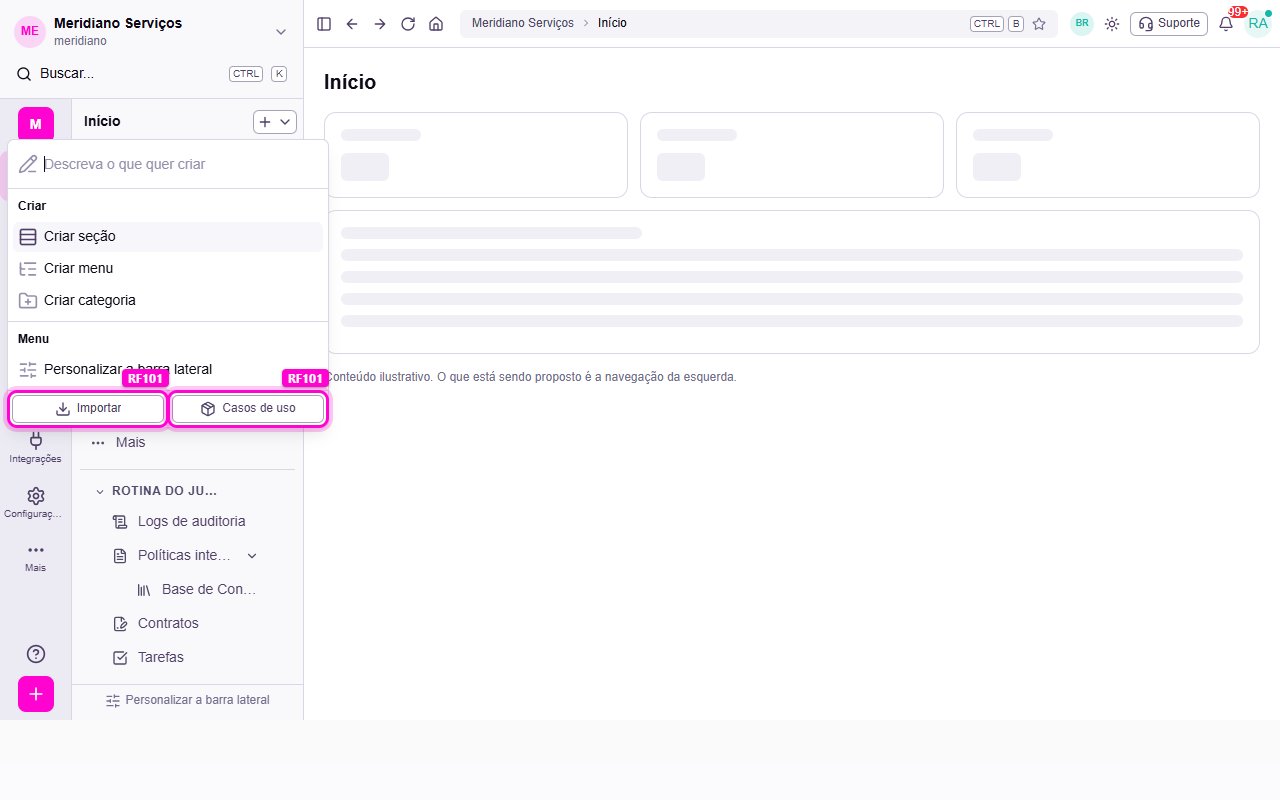 ME
Meridiano Serviços
meridiano
Buscar...
CTRL
K
Meridiano Serviços
Início
CTRL
B
BR
Suporte
99+
RA
M
Início
Início
Descreva o que quer criar
Criar
Criar seção
Criar menu
Criar categoria
Menu
Personalizar a barra lateral
RF101
RF101
Conteúdo ilustrativo. O que está sendo proposto é a navegação da esquerda.
Importar
Casos de uso
Mais
Integrações
ROTINA DO JU...
Configuraç...
Logs de auditoria
Políticas inte...
Mais
Base de Con...
Contratos
Tarefas
Personalizar a barra lateral